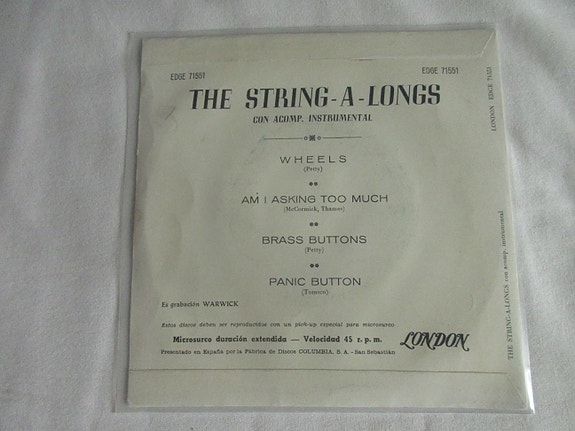 EDGE 71551
EDGE 71551
THE STRING-A-LONGS
CON ACOMP. INSTRUMENTAL
WHEELS
(Petty)
AM I ASKING TOO MUCH
(McCormick, Thames)
BRASS BUTTONS
(Petty)
PANIC BUTTON
(Tomsco)
Es grabación WARWICK
Estos discos deben ser reproducidos con un pick-up especial para microsurco
Microsurco duración extendida — Velocidad 45 r. p. m.
Presentado en España por la Fábrica de Discos COLUMBIA, S. A. - San Sebastián
LONDON
LONDON EDGE 71551
THE STRING-A-LONGS con acomp. instrumental